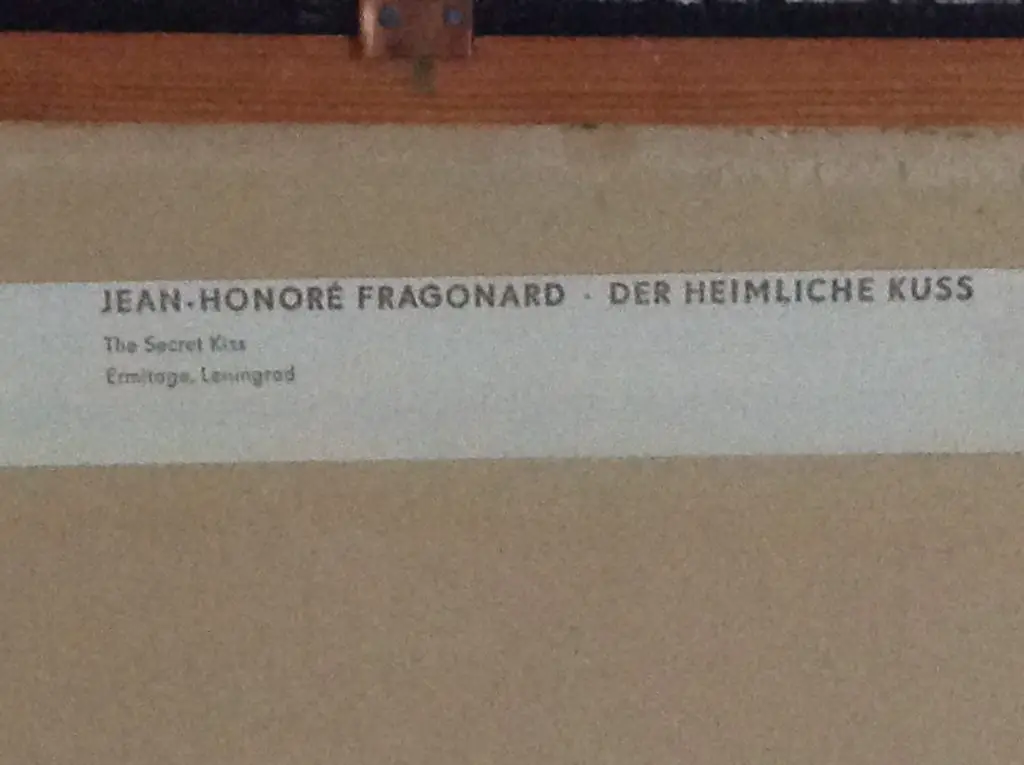 JEAN-HONORÉ FRAGONARD · DER HEIMLICHE KUSS
The Secret Kiss
Ermitage, Leningrad